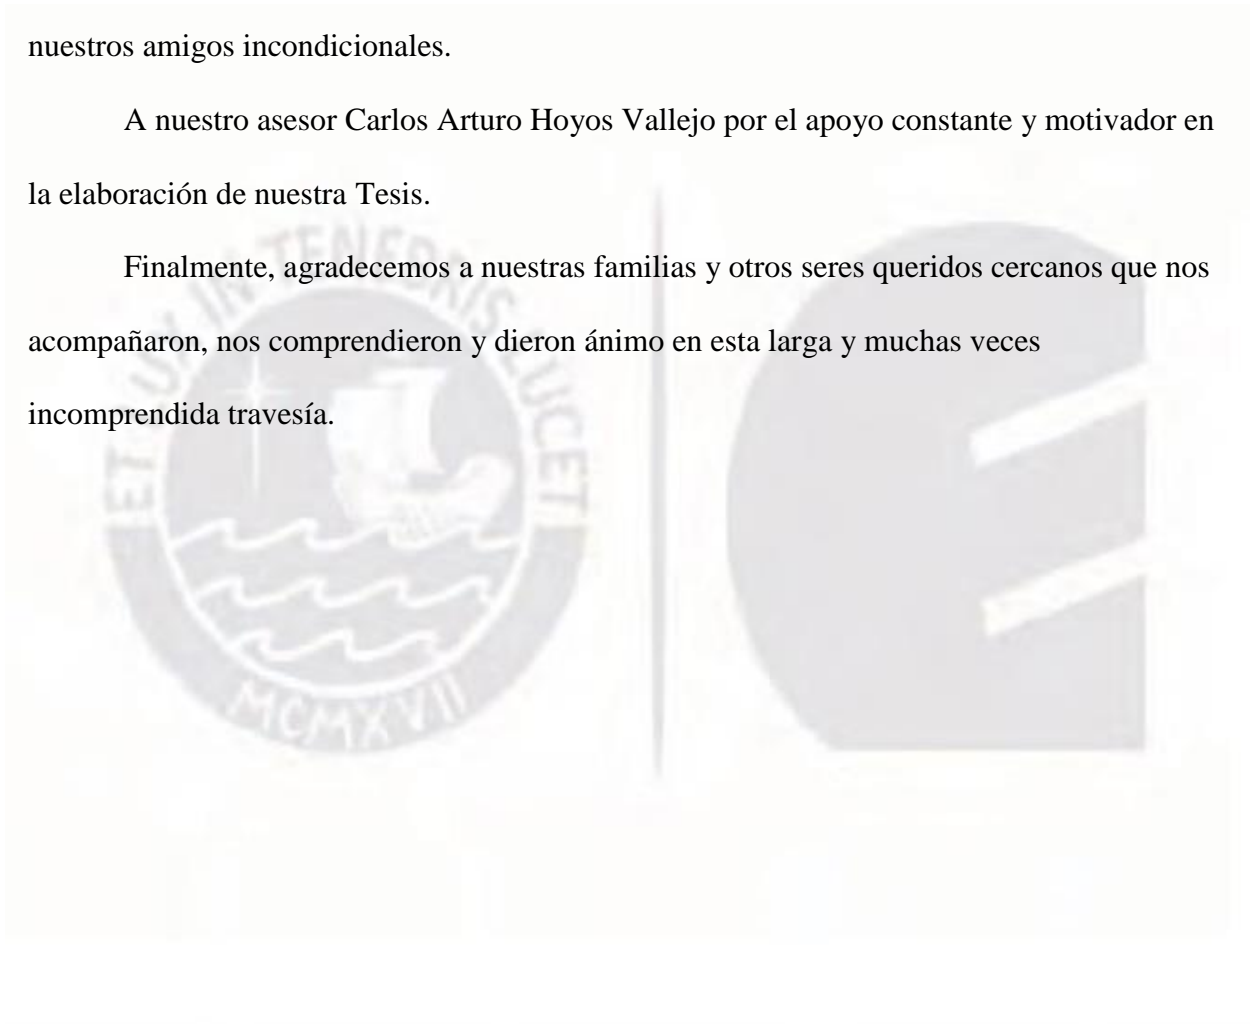 nuestros amigos incondicionales.
A nuestro asesor Carlos Arturo Hoyos Vallejo por el apoyo constante y motivador en
la elaboración de nuestra Tesis.
Finalmente, agradecemos a nuestras familias y otros seres queridos cercanos que nos
acompañaron, nos comprendieron y dieron ánimo en esta larga y muchas veces
incomprendida travesía.
ET LUX IN TENEBRIS LUCET
MCMXVII